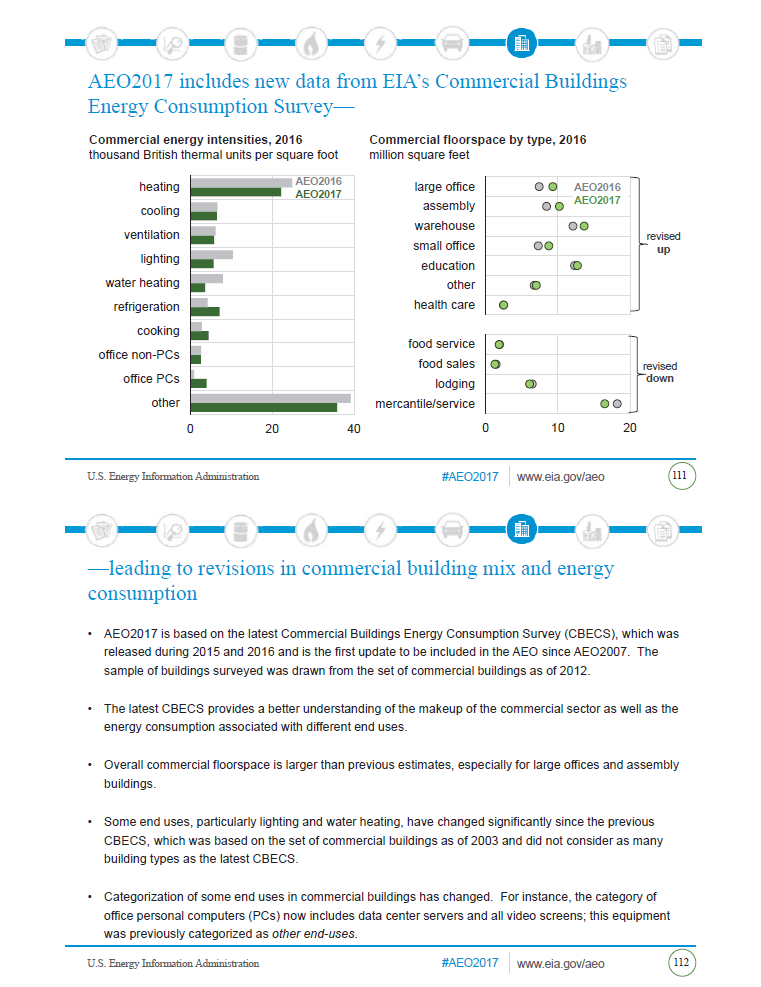 AEO2017 includes new data from EIA’s Commercial Buildings
Energy Consumption Survey—
Commercial energy intensities, 2016
thousand British thermal units per square foot
heating
cooling
ventilation
lighting
water heating
refrigeration
cooking
office non-PCs
office PCs
other
AEO2016
AEO2017
0 20 40
Commercial floorspace by type, 2016
million square feet
large office
assembly
warehouse
small office
education
other
health care
AEO2016
AEO2017
revised
up
food service
food sales
lodging
mercantile/service
revised
down
0 10 20
U.S. Energy Information Administration
#AEO2017
www.eia.gov/aeo
111
—leading to revisions in commercial building mix and energy
consumption
• AEO2017 is based on the latest Commercial Buildings Energy Consumption Survey (CBECS), which was
released during 2015 and 2016 and is the first update to be included in the AEO since AEO2007. The
sample of buildings surveyed was drawn from the set of commercial buildings as of 2012.
• The latest CBECS provides a better understanding of the makeup of the commercial sector as well as the
energy consumption associated with different end uses.
• Overall commercial floorspace is larger than previous estimates, especially for large offices and assembly
buildings.
• Some end uses, particularly lighting and water heating, have changed significantly since the previous
CBECS, which was based on the set of commercial buildings as of 2003 and did not consider as many
building types as the latest CBECS.
• Categorization of some end uses in commercial buildings has changed. For instance, the category of
office personal computers (PCs) now includes data center servers and all video screens; this equipment
was previously categorized as other end-uses.
U.S. Energy Information Administration
#AEO2017
www.eia.gov/aeo
112